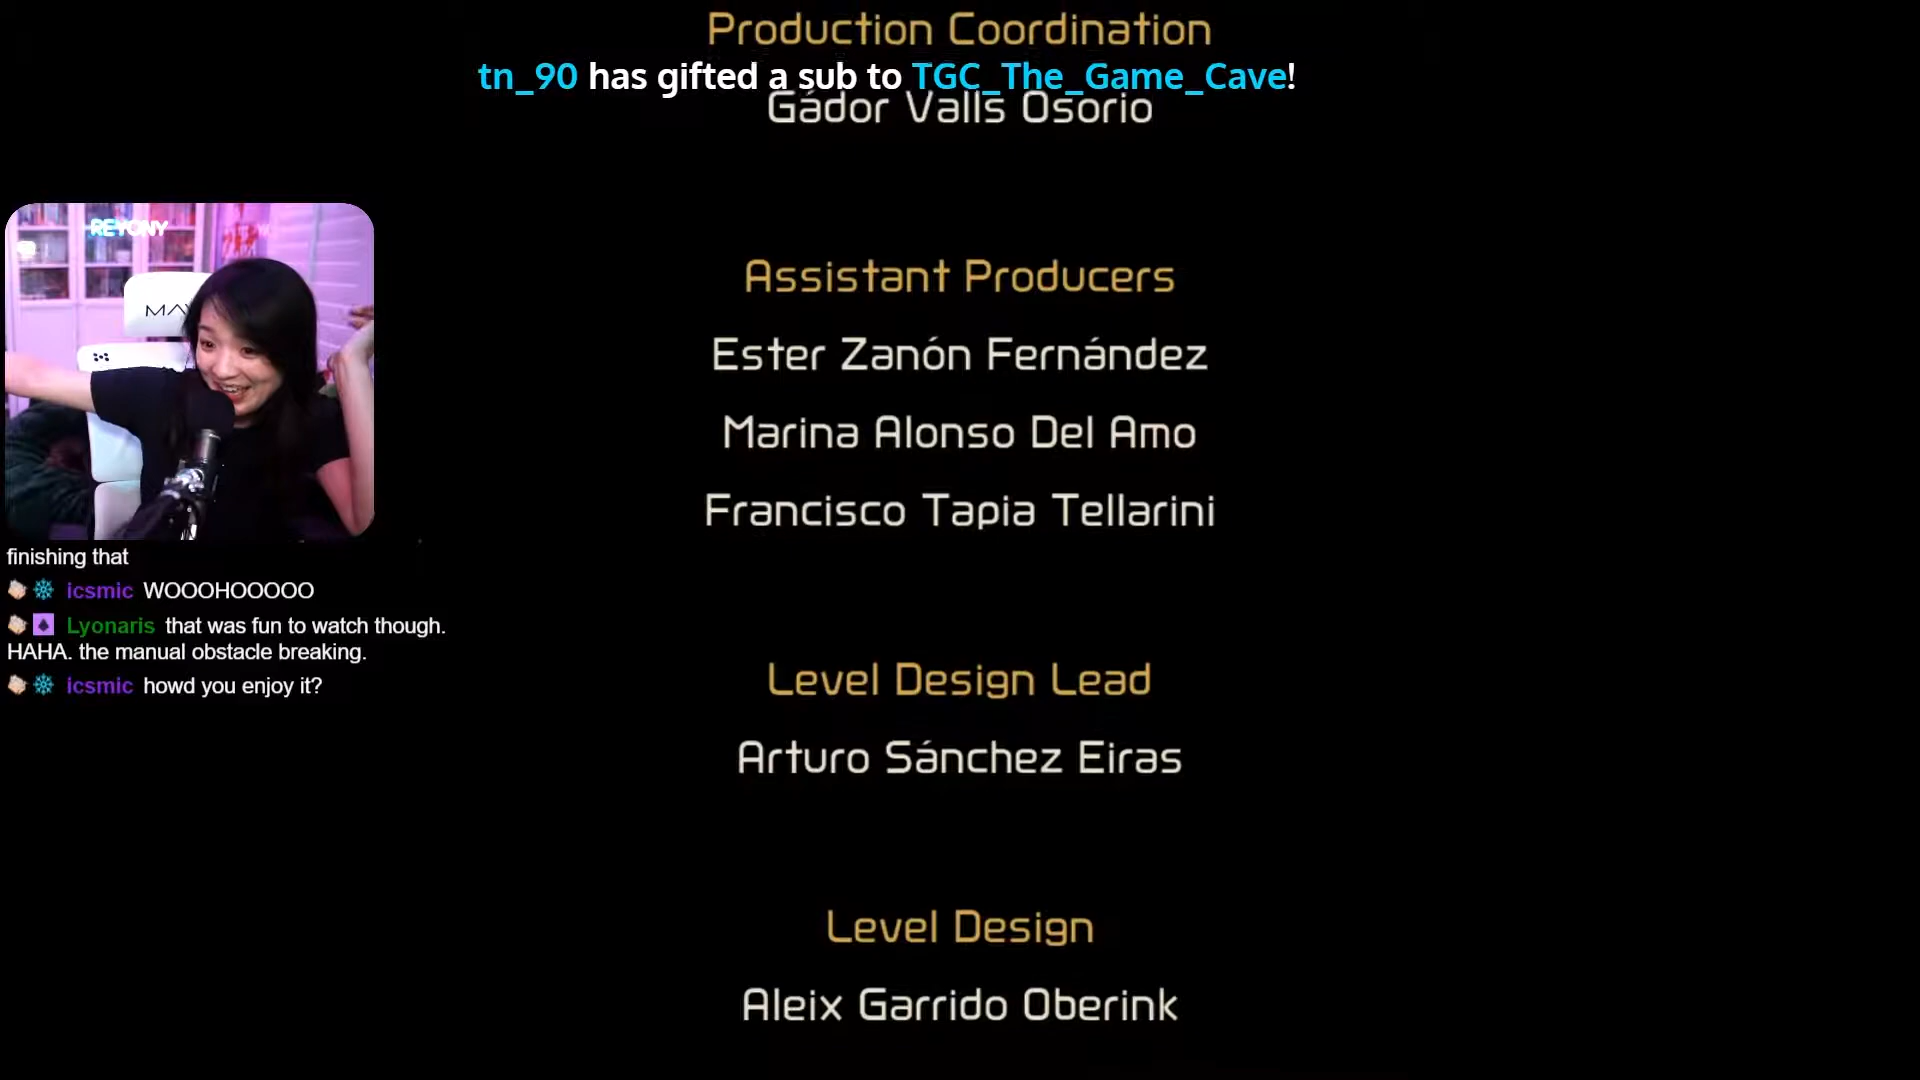 Production Coordination
tn_90 has gifted a sub to TGC_The_Game_Cave!
Gádor Valls Osorio
REYONY
Assistant Producers
Ester Zanón Fernández
Marina Alonso Del Amo
Francisco Tapia Tellarini
finishing that
icsmic WOOOHOOOOO
Lyonaris that was fun to watch though.
HAHA. the manual obstacle breaking.
icsmic howd you enjoy it?
Level Design Lead
Arturo Sánchez Eiras
Level Design
Aleix Garrido Oberink